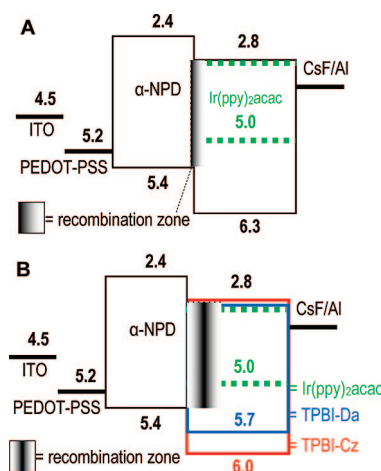 A
2.4
2.8
CsF/Al
α-NPD
Ir(ppy)₂acac
4.5
5.0
ITO
5.2
PEDOT-PSS
5.4
= recombination zone
6.3
B
2.4
2.8
CsF/Al
α-NPD
4.5
5.0
ITO
5.2
Ir(ppy)₂acac
PEDOT-PSS
5.4
5.7
TPBI-Da
TPBI-Cz
= recombination zone
6.0